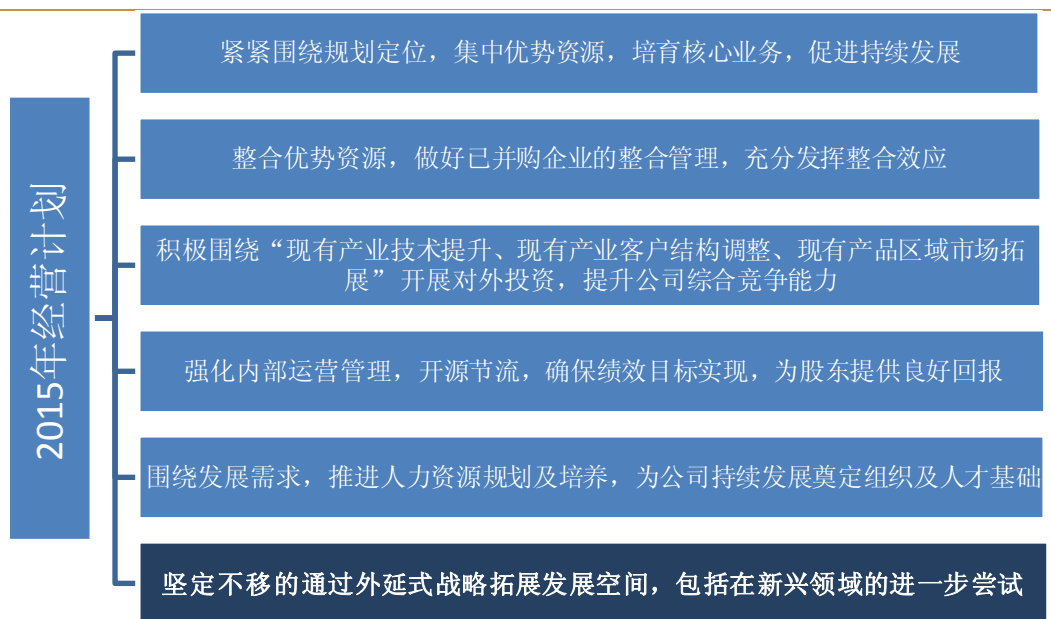 2015年经营计划
紧紧围绕规划定位，集中优势资源，培育核心业务，促进持续发展
整合优势资源，做好已并购企业的整合管理，充分发挥整合效应
积极围绕“现有产业技术提升、现有产业客户结构调整、现有产品区域市场拓
展”开展对外投资，提升公司综合竞争能力
强化内部运营管理，开源节流，确保绩效目标实现，为股东提供良好回报
围绕发展需求，推进人力资源规划及培养，为公司持续发展奠定组织及人才基础
坚定不移的通过外延式战略拓展发展空间，包括在新兴领域的进一步尝试